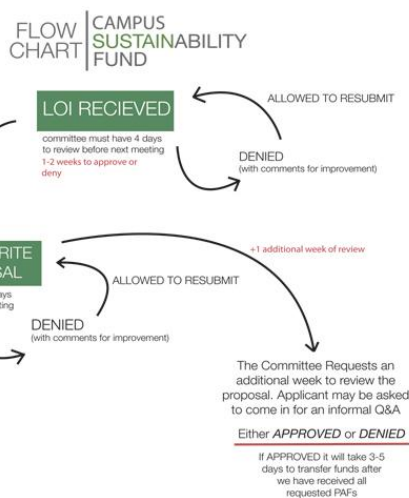 FLOW
CHART
CAMPUS
SUSTAINABILITY
FUND
LOI RECIEVED
committee must have 4 days
to review before next meeting
1-2 weeks to approve or
deny
ALLOWED TO RESUBMIT
DENIED
(with comments for improvement)
RITE
SAL
ays
ting
+1 additional week of review
ALLOWED TO RESUBMIT
DENIED
(with comments for improvement)
The Committee Requests an
additional week to review the
proposal. Applicant may be asked
to come in for an informal Q&A
Either APPROVED or DENIED
If APPROVED it will take 3-5
days to transfer funds after
we have received all
requested PAFs